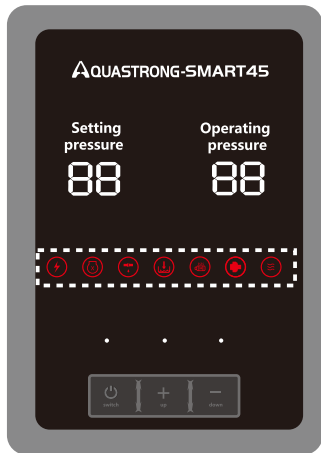 AQUASTRONG-SMART45
Setting
pressure
Operating
pressure
88
88
switch
up
down